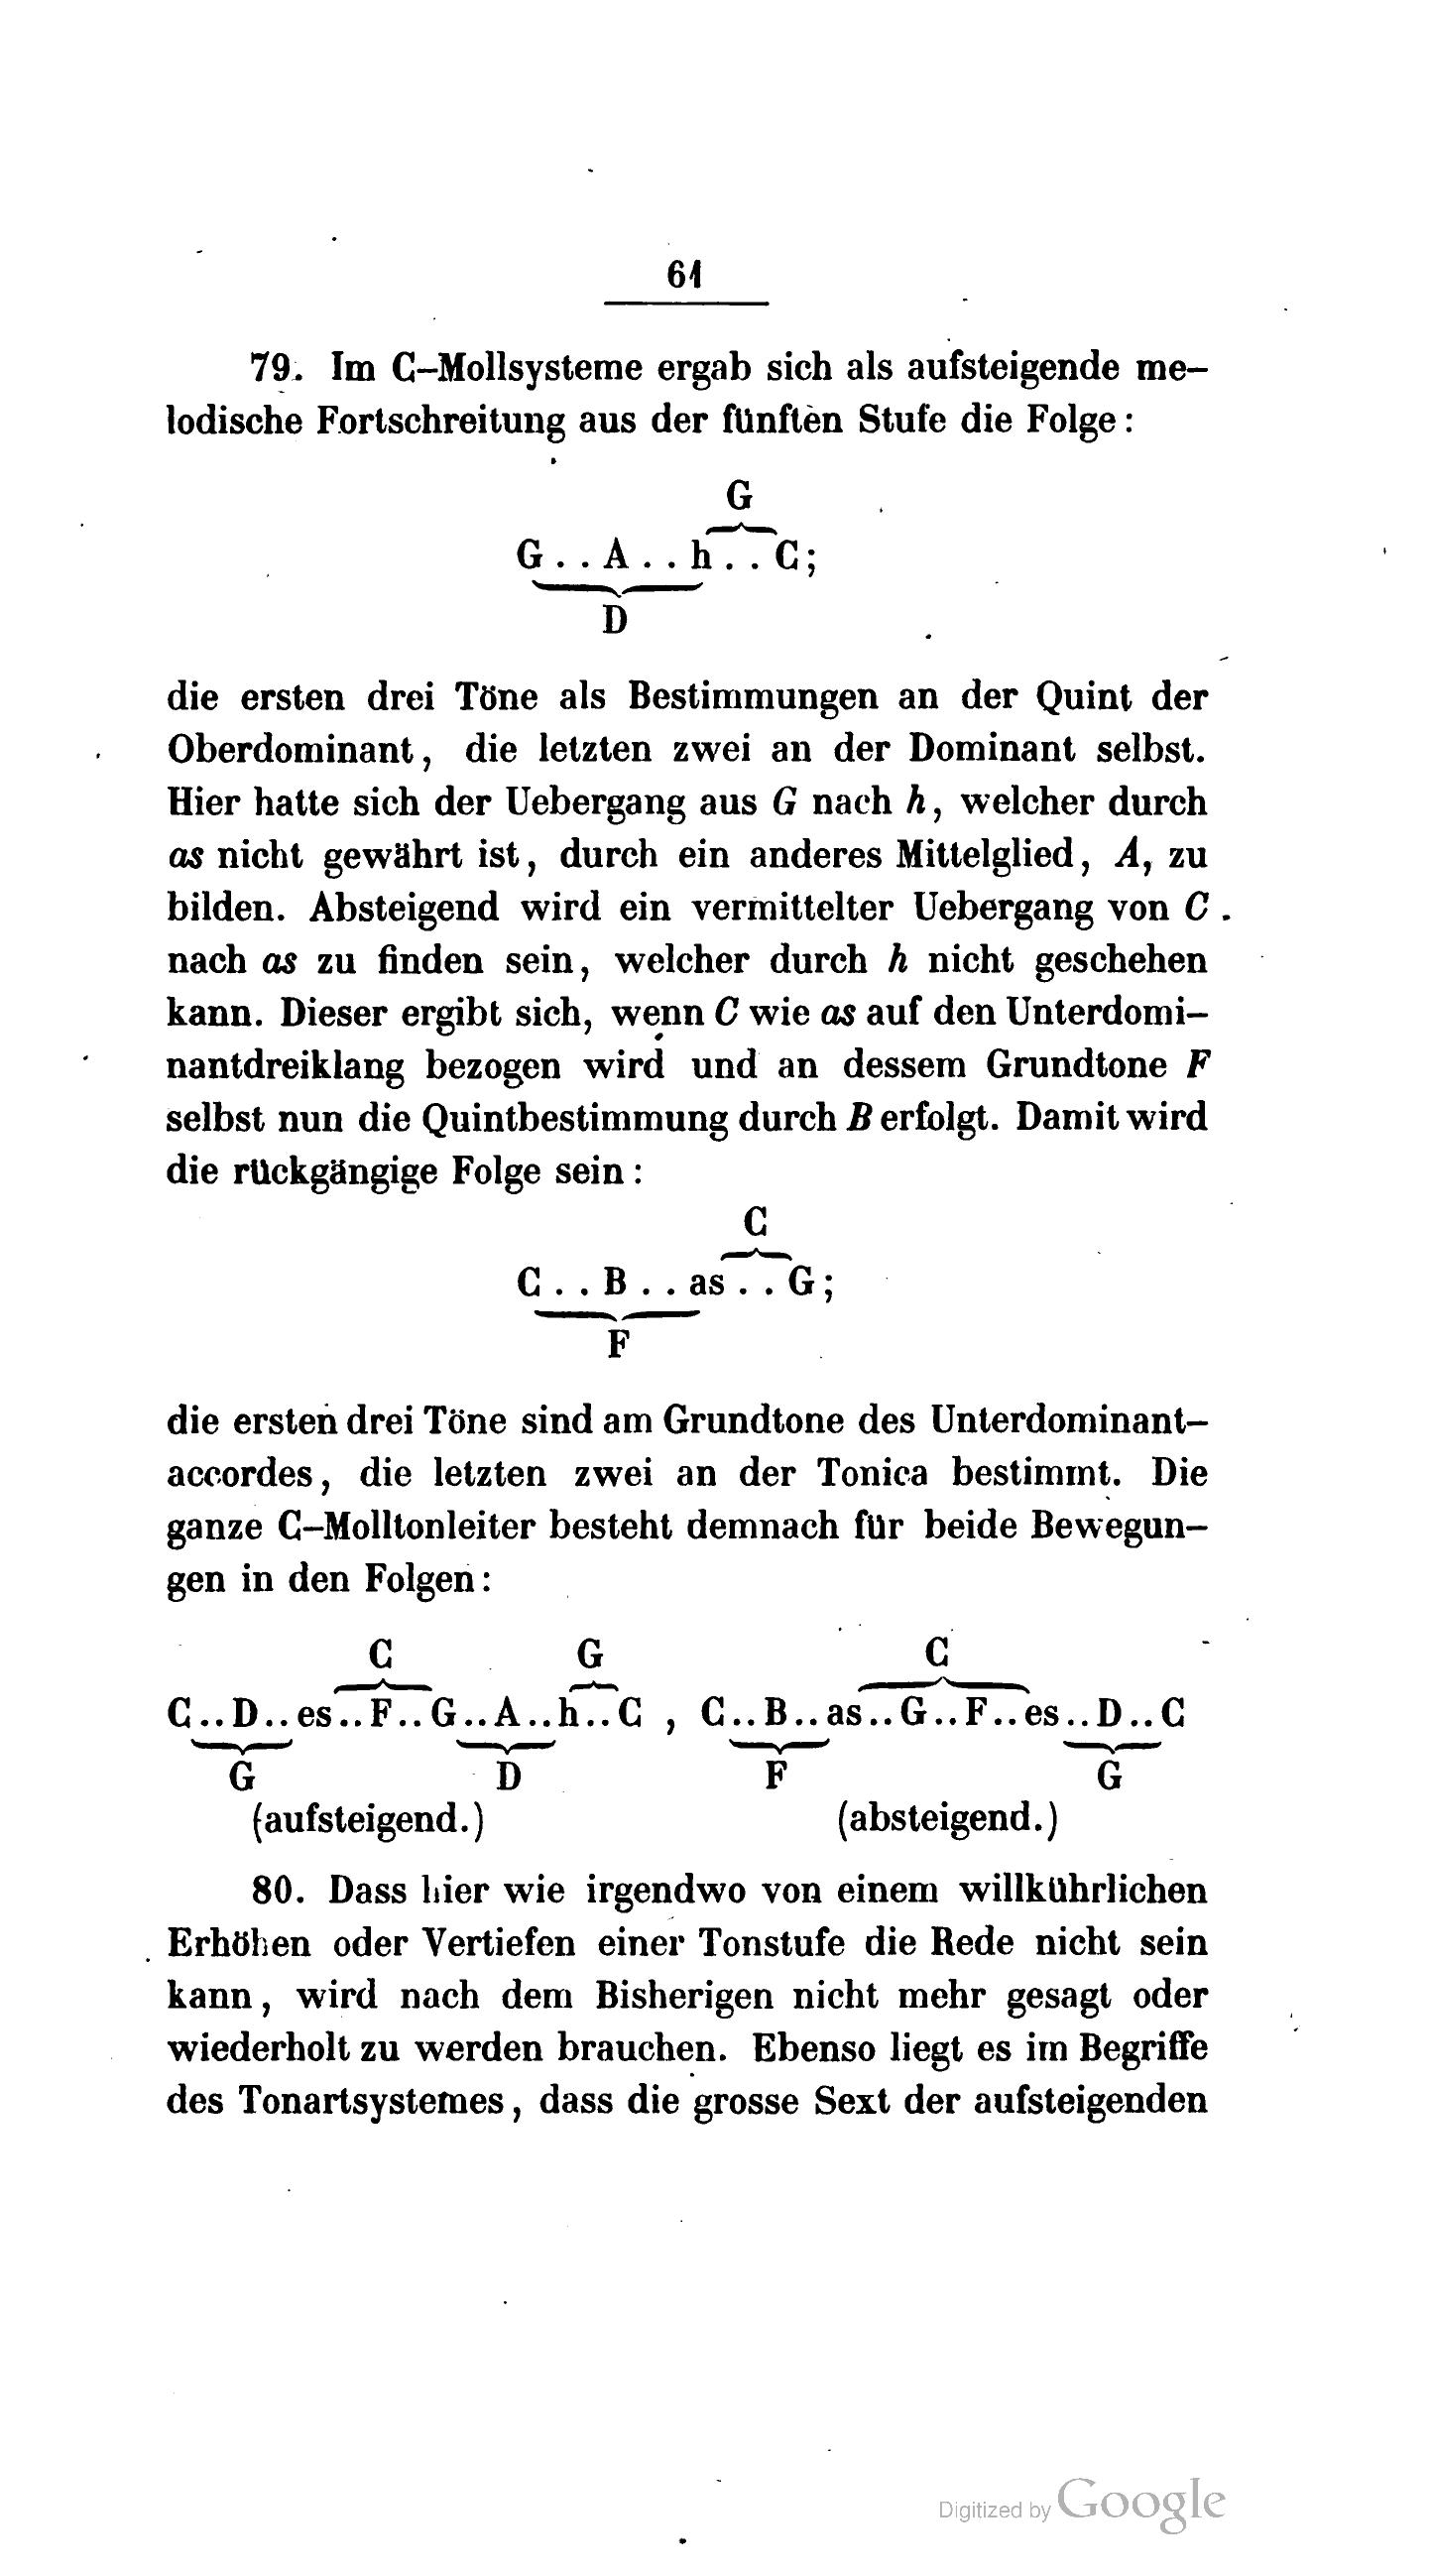 61
79. Im C–Mollsysteme ergab sich als aufsteigende me–
lodische Fortschreitung aus der fünften Stufe die Folge:
G
G . . A . . h . . C;
D
die ersten drei Töne als Bestimmungen an der Quint der
Oberdominant, die letzten zwei an der Dominant selbst.
Hier hatte sich der Uebergang aus G nach h, welcher durch
as nicht gewährt ist, durch ein anderes Mittelglied, A, zu
bilden. Absteigend wird ein vermittelter Uebergang von C
nach as zu finden sein, welcher durch h nicht geschehen
kann. Dieser ergibt sich, wenn C wie as auf den Unterdomi–
nantdreiklang bezogen wird und an dessem Grundtone F
selbst nun die Quintbestimmung durch B erfolgt. Damit wird
die rückgängige Folge sein:
C
C . . B . . as . . G;
F
die ersten drei Töne sind am Grundtone des Unterdominant–
accordes, die letzten zwei an der Tonica bestimmt. Die
ganze C–Molltonleiter besteht demnach für beide Bewegun–
gen in den Folgen:
C G C
C..D..es..F..G..A..h..C , C..B..as..G..F..es..D..C
G D F G
(aufsteigend.) (absteigend.)
80. Dass hier wie irgendwo von einem willkührlichen
Erhöhen oder Vertiefen einer Tonstufe die Rede nicht sein
kann, wird nach dem Bisherigen nicht mehr gesagt oder
wiederholt zu werden brauchen. Ebenso liegt es im Begriffe
des Tonartsystemes, dass die grosse Sext der aufsteigenden
Digitized by Google